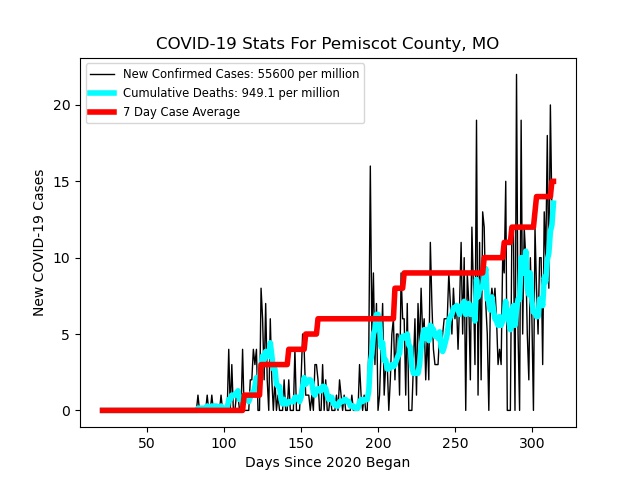 COVID-19 Stats For Pemiscot County, MO
New Confirmed Cases: 55600 per million
Cumulative Deaths: 949.1 per million
7 Day Case Average
New COVID-19 Cases
20
15
10
5
0
50 100 150 200 250 300
Days Since 2020 Began